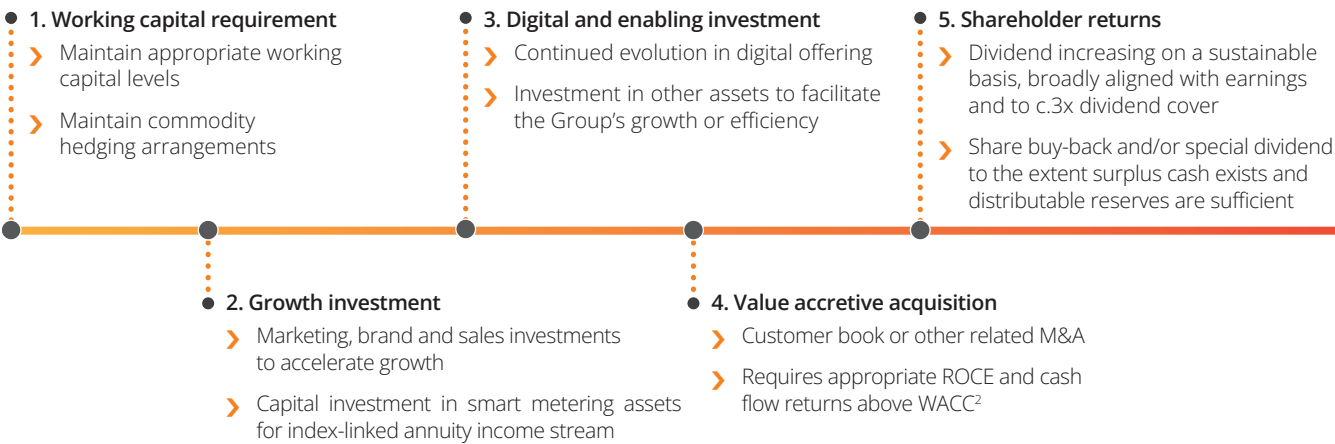 1. Working capital requirement
Maintain appropriate working
capital levels
Maintain commodity
hedging arrangements
2. Growth investment
Marketing, brand and sales investments
to accelerate growth
Capital investment in smart metering assets
for index-linked annuity income stream
3. Digital and enabling investment
Continued evolution in digital offering
Investment in other assets to facilitate
the Group’s growth or efficiency
4. Value accretive acquisition
Customer book or other related M&A
Requires appropriate ROCE and cash
flow returns above WACC²
5. Shareholder returns
Dividend increasing on a sustainable
basis, broadly aligned with earnings
and to c.3x dividend cover
Share buy-back and/or special dividend
to the extent surplus cash exists and
distributable reserves are sufficient